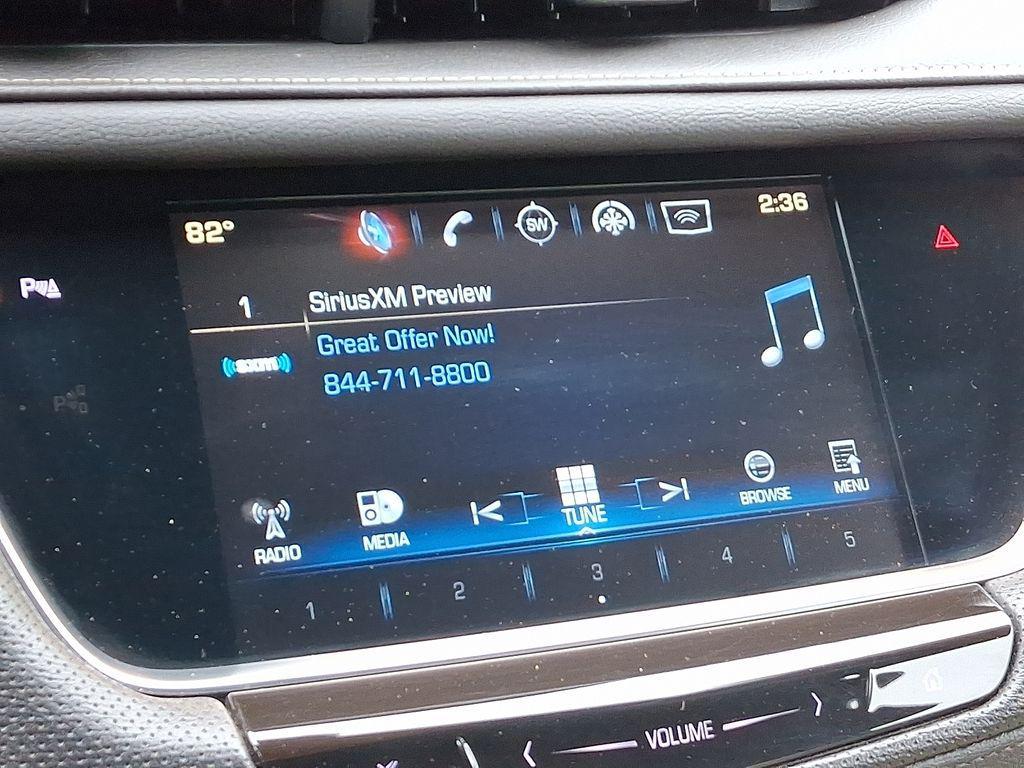 82°
SW
2:36
P
1 SiriusXM Preview
Great Offer Now!
((sxm))
844-711-8800
RADIO
MEDIA
TUNE
BROWSE
MENU
1 2 3 4 5
VOLUME